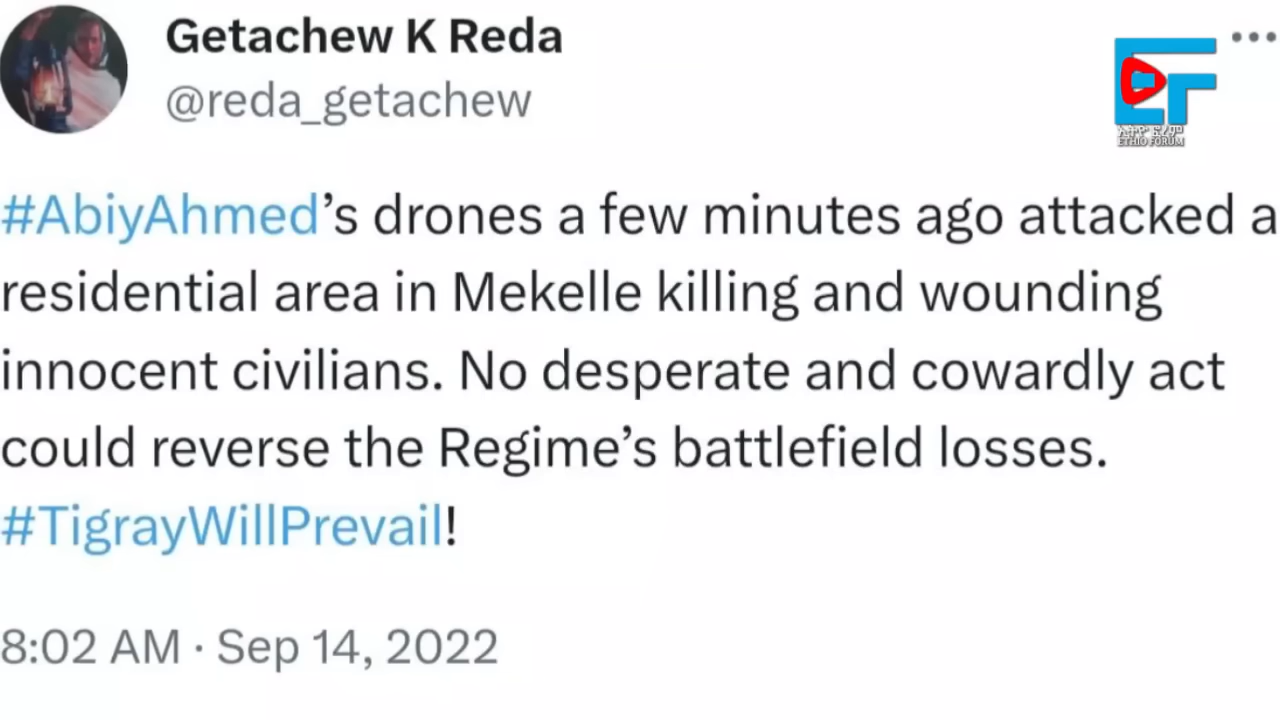 Getachew K Reda
@reda_getachew
ETHIO FORUM
#AbiyAhmed’s drones a few minutes ago attacked a
residential area in Mekelle killing and wounding
innocent civilians. No desperate and cowardly act
could reverse the Regime’s battlefield losses.
#TigrayWillPrevail!
8:02 AM · Sep 14, 2022